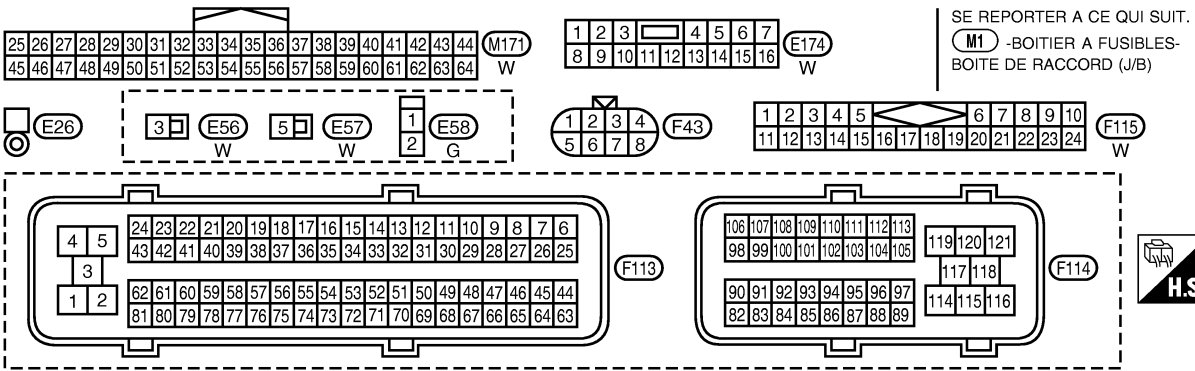 25 26 27 28 29 30 31 32 33 34 35 36 37 38 39 40 41 42 43 44
45 46 47 48 49 50 51 52 53 54 55 56 57 58 59 60 61 62 63 64
M171
W
1 2 3 4 5 6 7
8 9 10 11 12 13 14 15 16
E174
W
SE REPORTER A CE QUI SUIT.
M1 -BOITIER A FUSIBLES-
BOITE DE RACCORD (J/B)
E26
3
E56
W
5
E57
W
1
2
E58
G
1 2 3 4
5 6 7 8
F43
1 2 3 4 5 6 7 8 9 10
11 12 13 14 15 16 17 18 19 20 21 22 23 24
F115
W
4 5
3
1 2
24 23 22 21 20 19 18 17 16 15 14 13 12 11 10 9 8 7 6
43 42 41 40 39 38 37 36 35 34 33 32 31 30 29 28 27 26 25
62 61 60 59 58 57 56 55 54 53 52 51 50 49 48 47 46 45 44
81 80 79 78 77 76 75 74 73 72 71 70 69 68 67 66 65 64 63
F113
106 107 108 109 110 111 112 113
98 99 100 101 102 103 104 105
90 91 92 93 94 95 96 97
82 83 84 85 86 87 88 89
119 120 121
117 118
114 115 116
F114
H.S